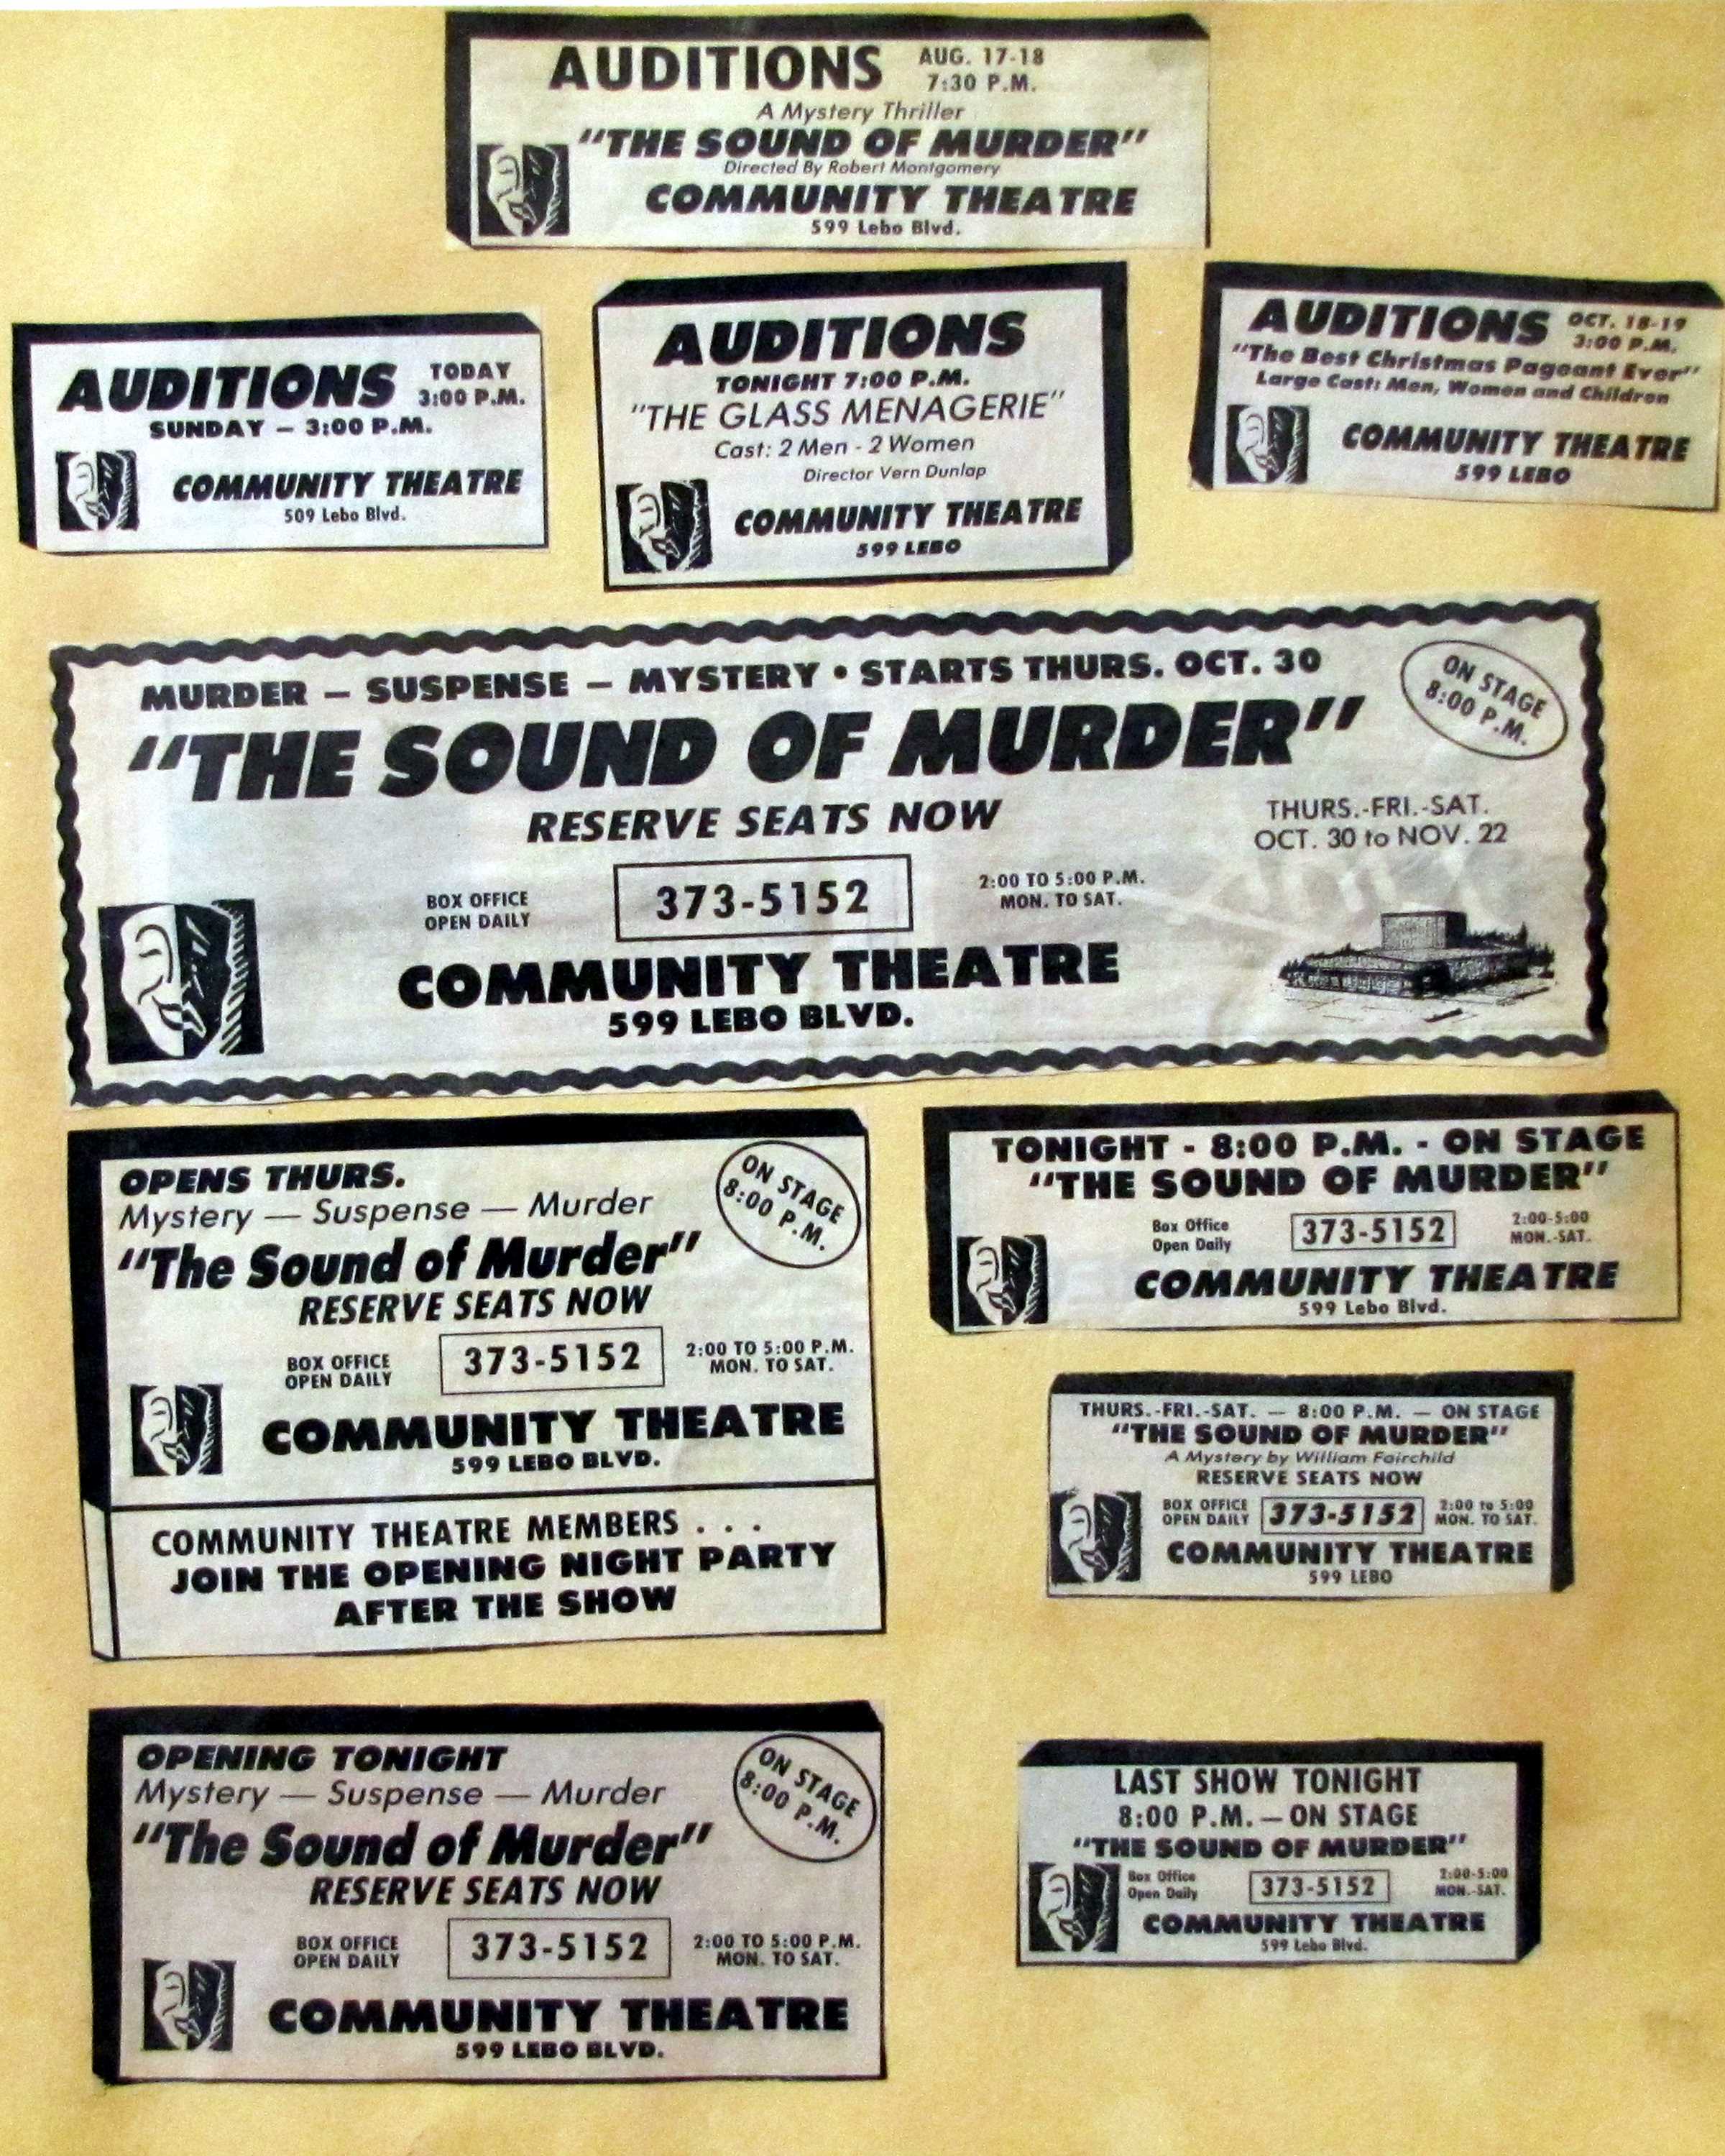 AUDITIONS AUG. 17-18
7:30 P.M.
A Mystery Thriller
"THE SOUND OF MURDER"
Directed By Robert Montgomery
COMMUNITY THEATRE
599 Lebo Blvd.
AUDITIONS TODAY
3:00 P.M.
SUNDAY – 3:00 P.M.
COMMUNITY THEATRE
509 Lebo Blvd.
AUDITIONS
TONIGHT 7:00 P.M.
"THE GLASS MENAGERIE"
Cast: 2 Men - 2 Women
Director Vern Dunlap
COMMUNITY THEATRE
599 LEBO
AUDITIONS OCT. 18-19
3:00 P.M.
"The Best Christmas Pageant Ever"
Large Cast: Men, Women and Children
COMMUNITY THEATRE
599 LEBO
MURDER – SUSPENSE – MYSTERY • STARTS THURS. OCT. 30
ON STAGE
8:00 P.M.
"THE SOUND OF MURDER"
RESERVE SEATS NOW
THURS.-FRI.-SAT.
OCT. 30 to NOV. 22
BOX OFFICE
OPEN DAILY
373-5152
2:00 TO 5:00 P.M.
MON. TO SAT.
COMMUNITY THEATRE
599 LEBO BLVD.
OPENS THURS.
ON STAGE
8:00 P.M.
Mystery — Suspense — Murder
"The Sound of Murder"
RESERVE SEATS NOW
BOX OFFICE
OPEN DAILY
373-5152
2:00 TO 5:00 P.M.
MON. TO SAT.
COMMUNITY THEATRE
599 LEBO BLVD.
COMMUNITY THEATRE MEMBERS . . .
JOIN THE OPENING NIGHT PARTY
AFTER THE SHOW
TONIGHT - 8:00 P.M. - ON STAGE
"THE SOUND OF MURDER"
Box Office
Open Daily
373-5152
2:00-5:00
MON.-SAT.
COMMUNITY THEATRE
599 Lebo Blvd.
THURS.-FRI.-SAT. — 8:00 P.M. — ON STAGE
"THE SOUND OF MURDER"
A Mystery by William Fairchild
RESERVE SEATS NOW
BOX OFFICE
OPEN DAILY
373-5152
2:00 to 5:00
MON. TO SAT.
COMMUNITY THEATRE
599 LEBO
OPENING TONIGHT
ON STAGE
8:00 P.M.
Mystery — Suspense — Murder
"The Sound of Murder"
RESERVE SEATS NOW
BOX OFFICE
OPEN DAILY
373-5152
2:00 TO 5:00 P.M.
MON. TO SAT.
COMMUNITY THEATRE
599 LEBO BLVD.
LAST SHOW TONIGHT
8:00 P.M. — ON STAGE
"THE SOUND OF MURDER"
Box Office
Open Daily
373-5152
2:00-5:00
MON.-SAT.
COMMUNITY THEATRE
599 Lebo Blvd.